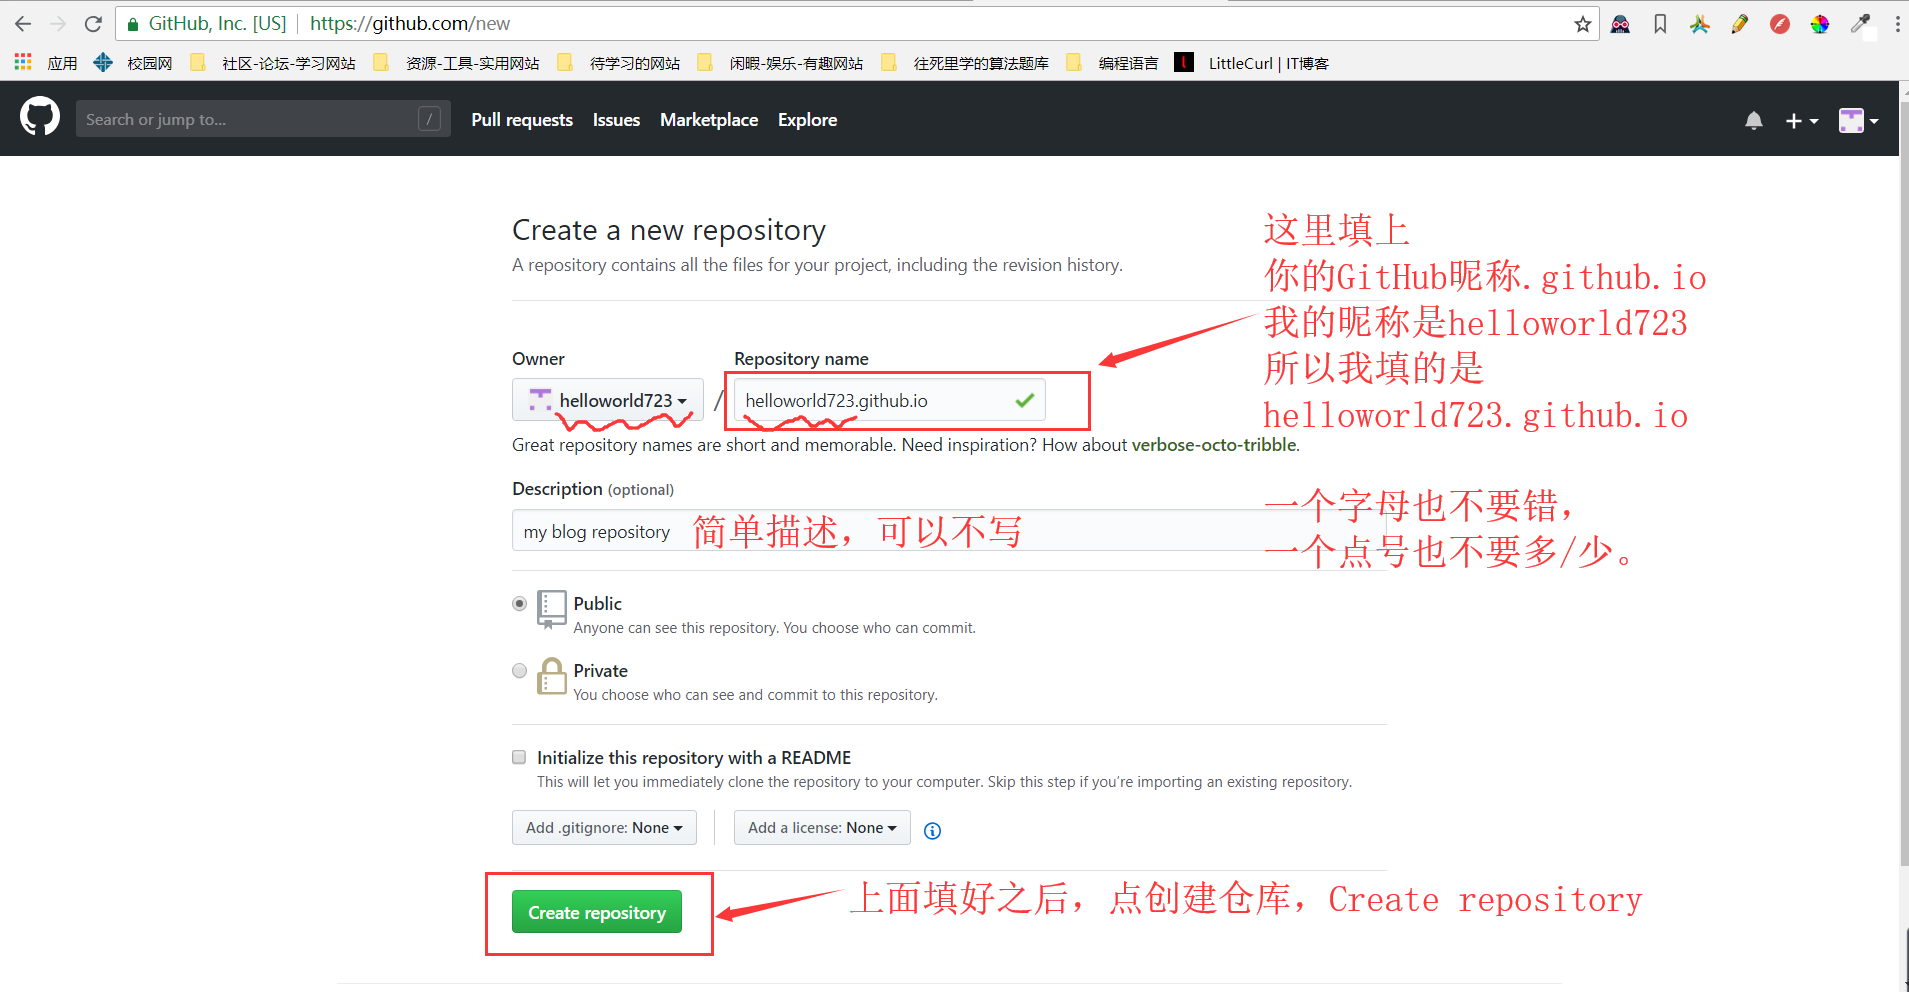 GitHub, Inc. [US] https://github.com/new
应用 校园网 社区-论坛-学习网站 资源-工具-实用网站 待学习的网站 闲暇-娱乐-有趣网站 往死里学的算法题库 编程语言 LittleCurl | IT博客
Search or jump to... / Pull requests Issues Marketplace Explore
Create a new repository
A repository contains all the files for your project, including the revision history.
这里填上
你的GitHub昵称.github.io
我的昵称是helloworld723
所以我填的是
helloworld723.github.io
Owner Repository name
helloworld723 / helloworld723.github.io
Great repository names are short and memorable. Need inspiration? How about verbose-octo-tribble.
Description (optional)
my blog repository 简单描述，可以不写
一个字母也不要错，
一个点号也不要多/少。
Public
Anyone can see this repository. You choose who can commit.
Private
You choose who can see and commit to this repository.
Initialize this repository with a README
This will let you immediately clone the repository to your computer. Skip this step if you’re importing an existing repository.
Add .gitignore: None Add a license: None
Create repository 上面填好之后，点创建仓库，Create repository